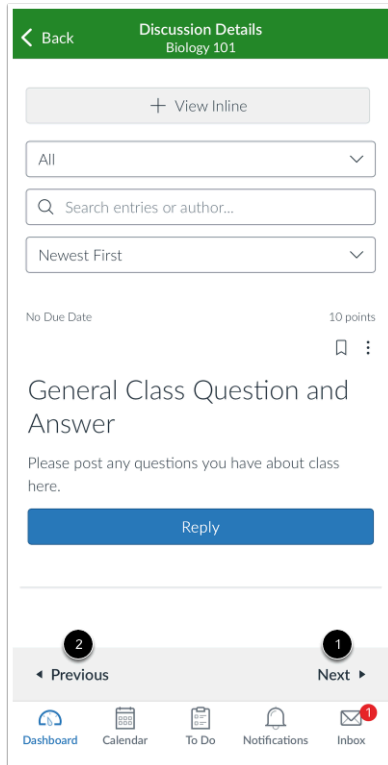 Back
Discussion Details
Biology 101
+ View Inline
All
Search entries or author...
Newest First
No Due Date
10 points
General Class Question and
Answer
Please post any questions you have about class
here.
Reply
2
1
Previous
Next
1
Dashboard
Calendar
To Do
Notifications
Inbox